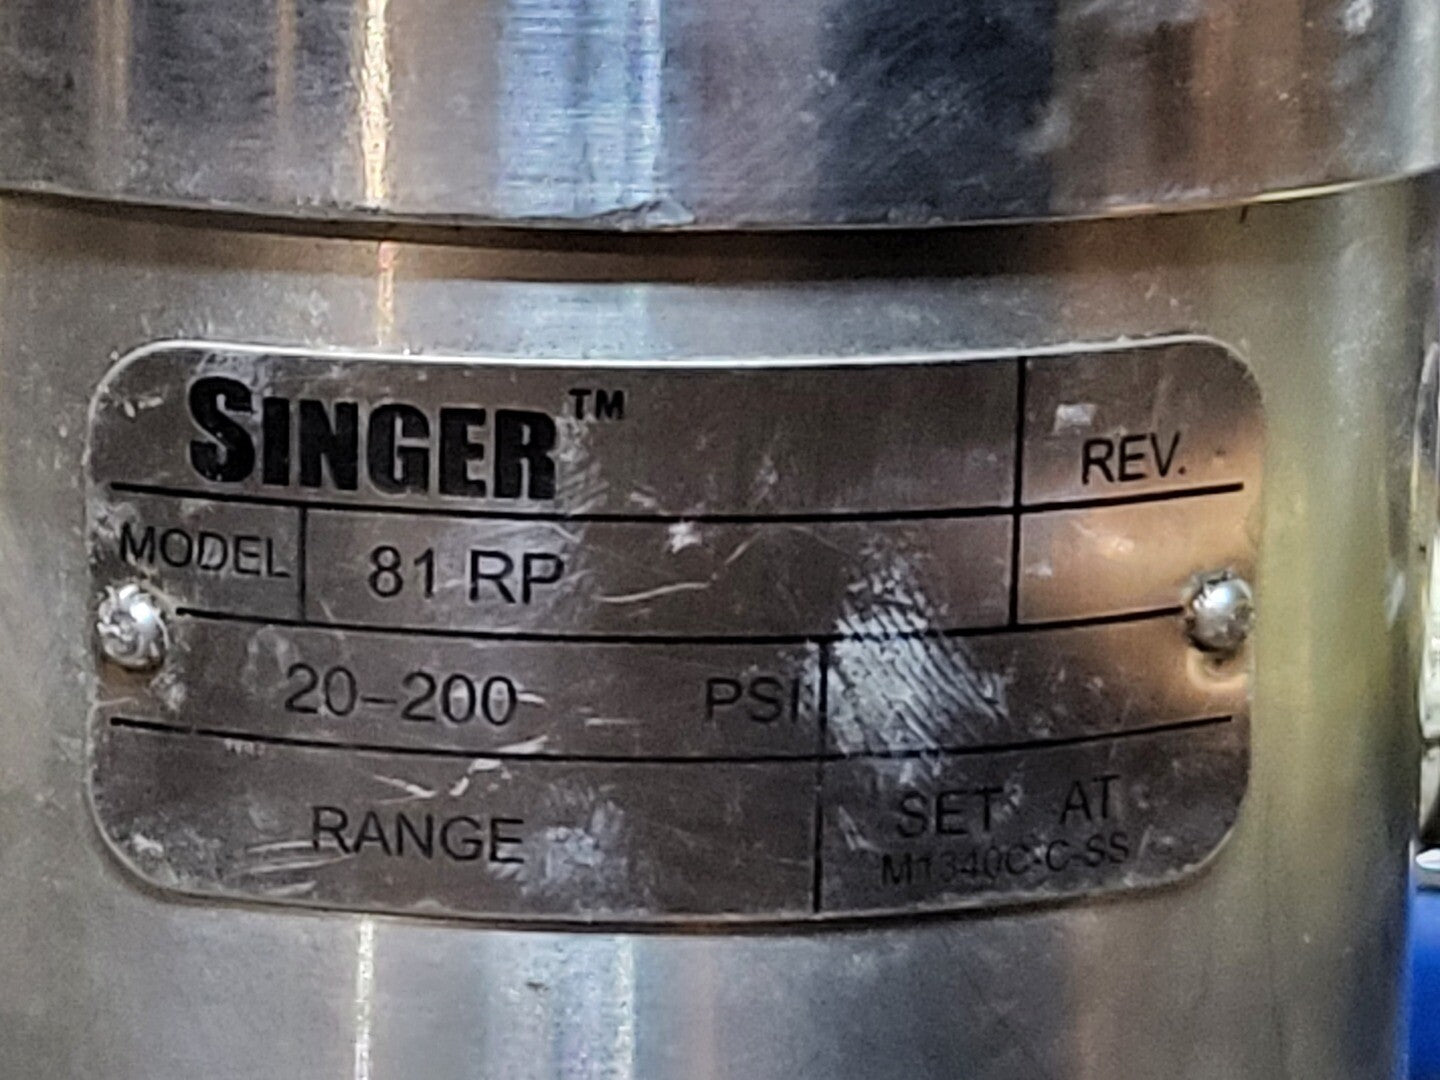 SINGER™
REV.
MODEL 81 RP
20-200 PSI
RANGE
SET AT
M1340C-C-SS